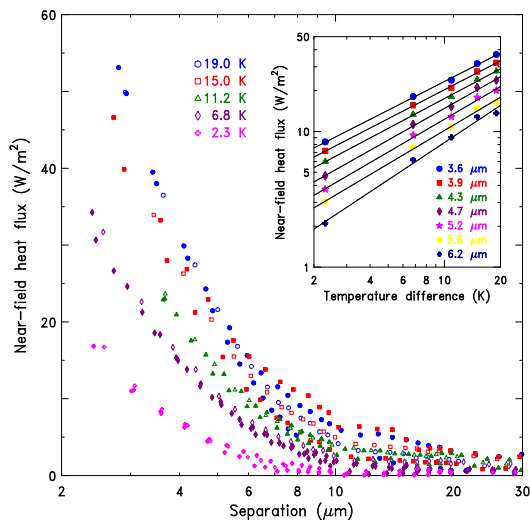 60
40
20
0
Near-field heat flux (W/m²)
2
4
6
8
10
20
30
Separation (μm)
19.0 K
15.0 K
11.2 K
6.8 K
2.3 K
50
10
5
1
Near-field heat flux (W/m²)
2
4
6
8
10
20
Temperature difference (K)
3.6 μm
3.9 μm
4.3 μm
4.7 μm
5.2 μm
5.6 μm
6.2 μm